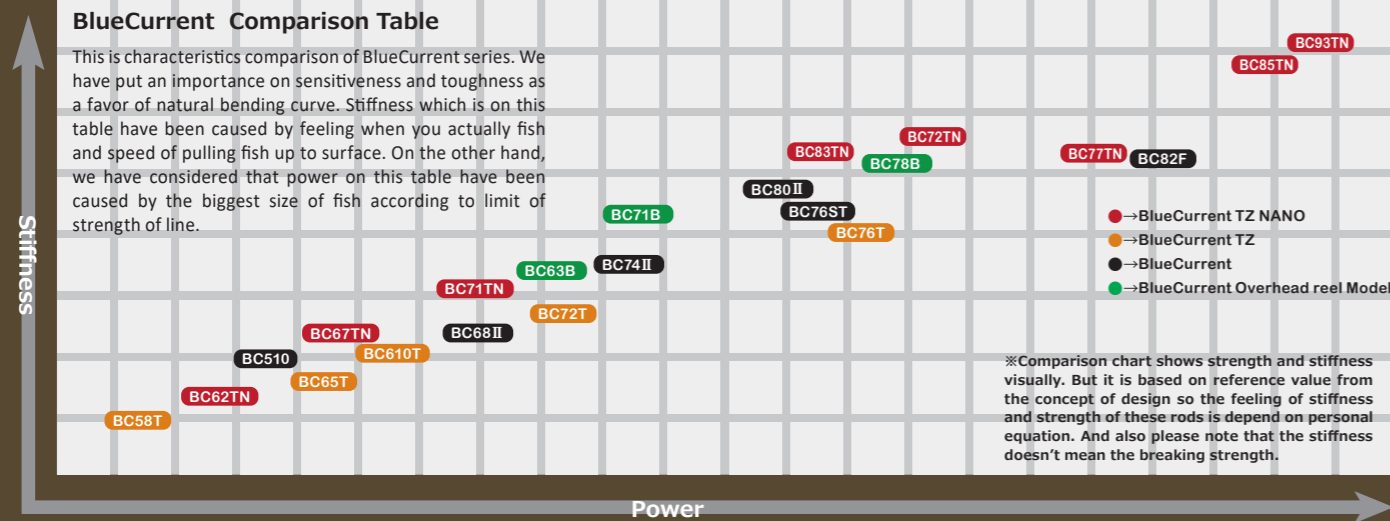 BlueCurrent Comparison Table
This is characteristics comparison of BlueCurrent series. We
have put an importance on sensitiveness and toughness as
a favor of natural bending curve. Stiffness which is on this
table have been caused by feeling when you actually fish
and speed of pulling fish up to surface. On the other hand,
we have considered that power on this table have been
caused by the biggest size of fish according to limit of
strength of line.
Stiffness
BC93TN
BC85TN
BC72TN
BC83TN
BC78B
BC77TN
BC82F
BC80Ⅱ
BC76ST
BC71B
BC76T
BC63B
BC74Ⅱ
BC71TN
BC72T
BC67TN
BC68Ⅱ
BC510
BC610T
BC65T
BC62TN
BC58T
→BlueCurrent TZ NANO
→BlueCurrent TZ
→BlueCurrent
→BlueCurrent Overhead reel Model
※Comparison chart shows strength and stiffness
visually. But it is based on reference value from
the concept of design so the feeling of stiffness
and strength of these rods is depend on personal
equation. And also please note that the stiffness
doesn't mean the breaking strength.
Power